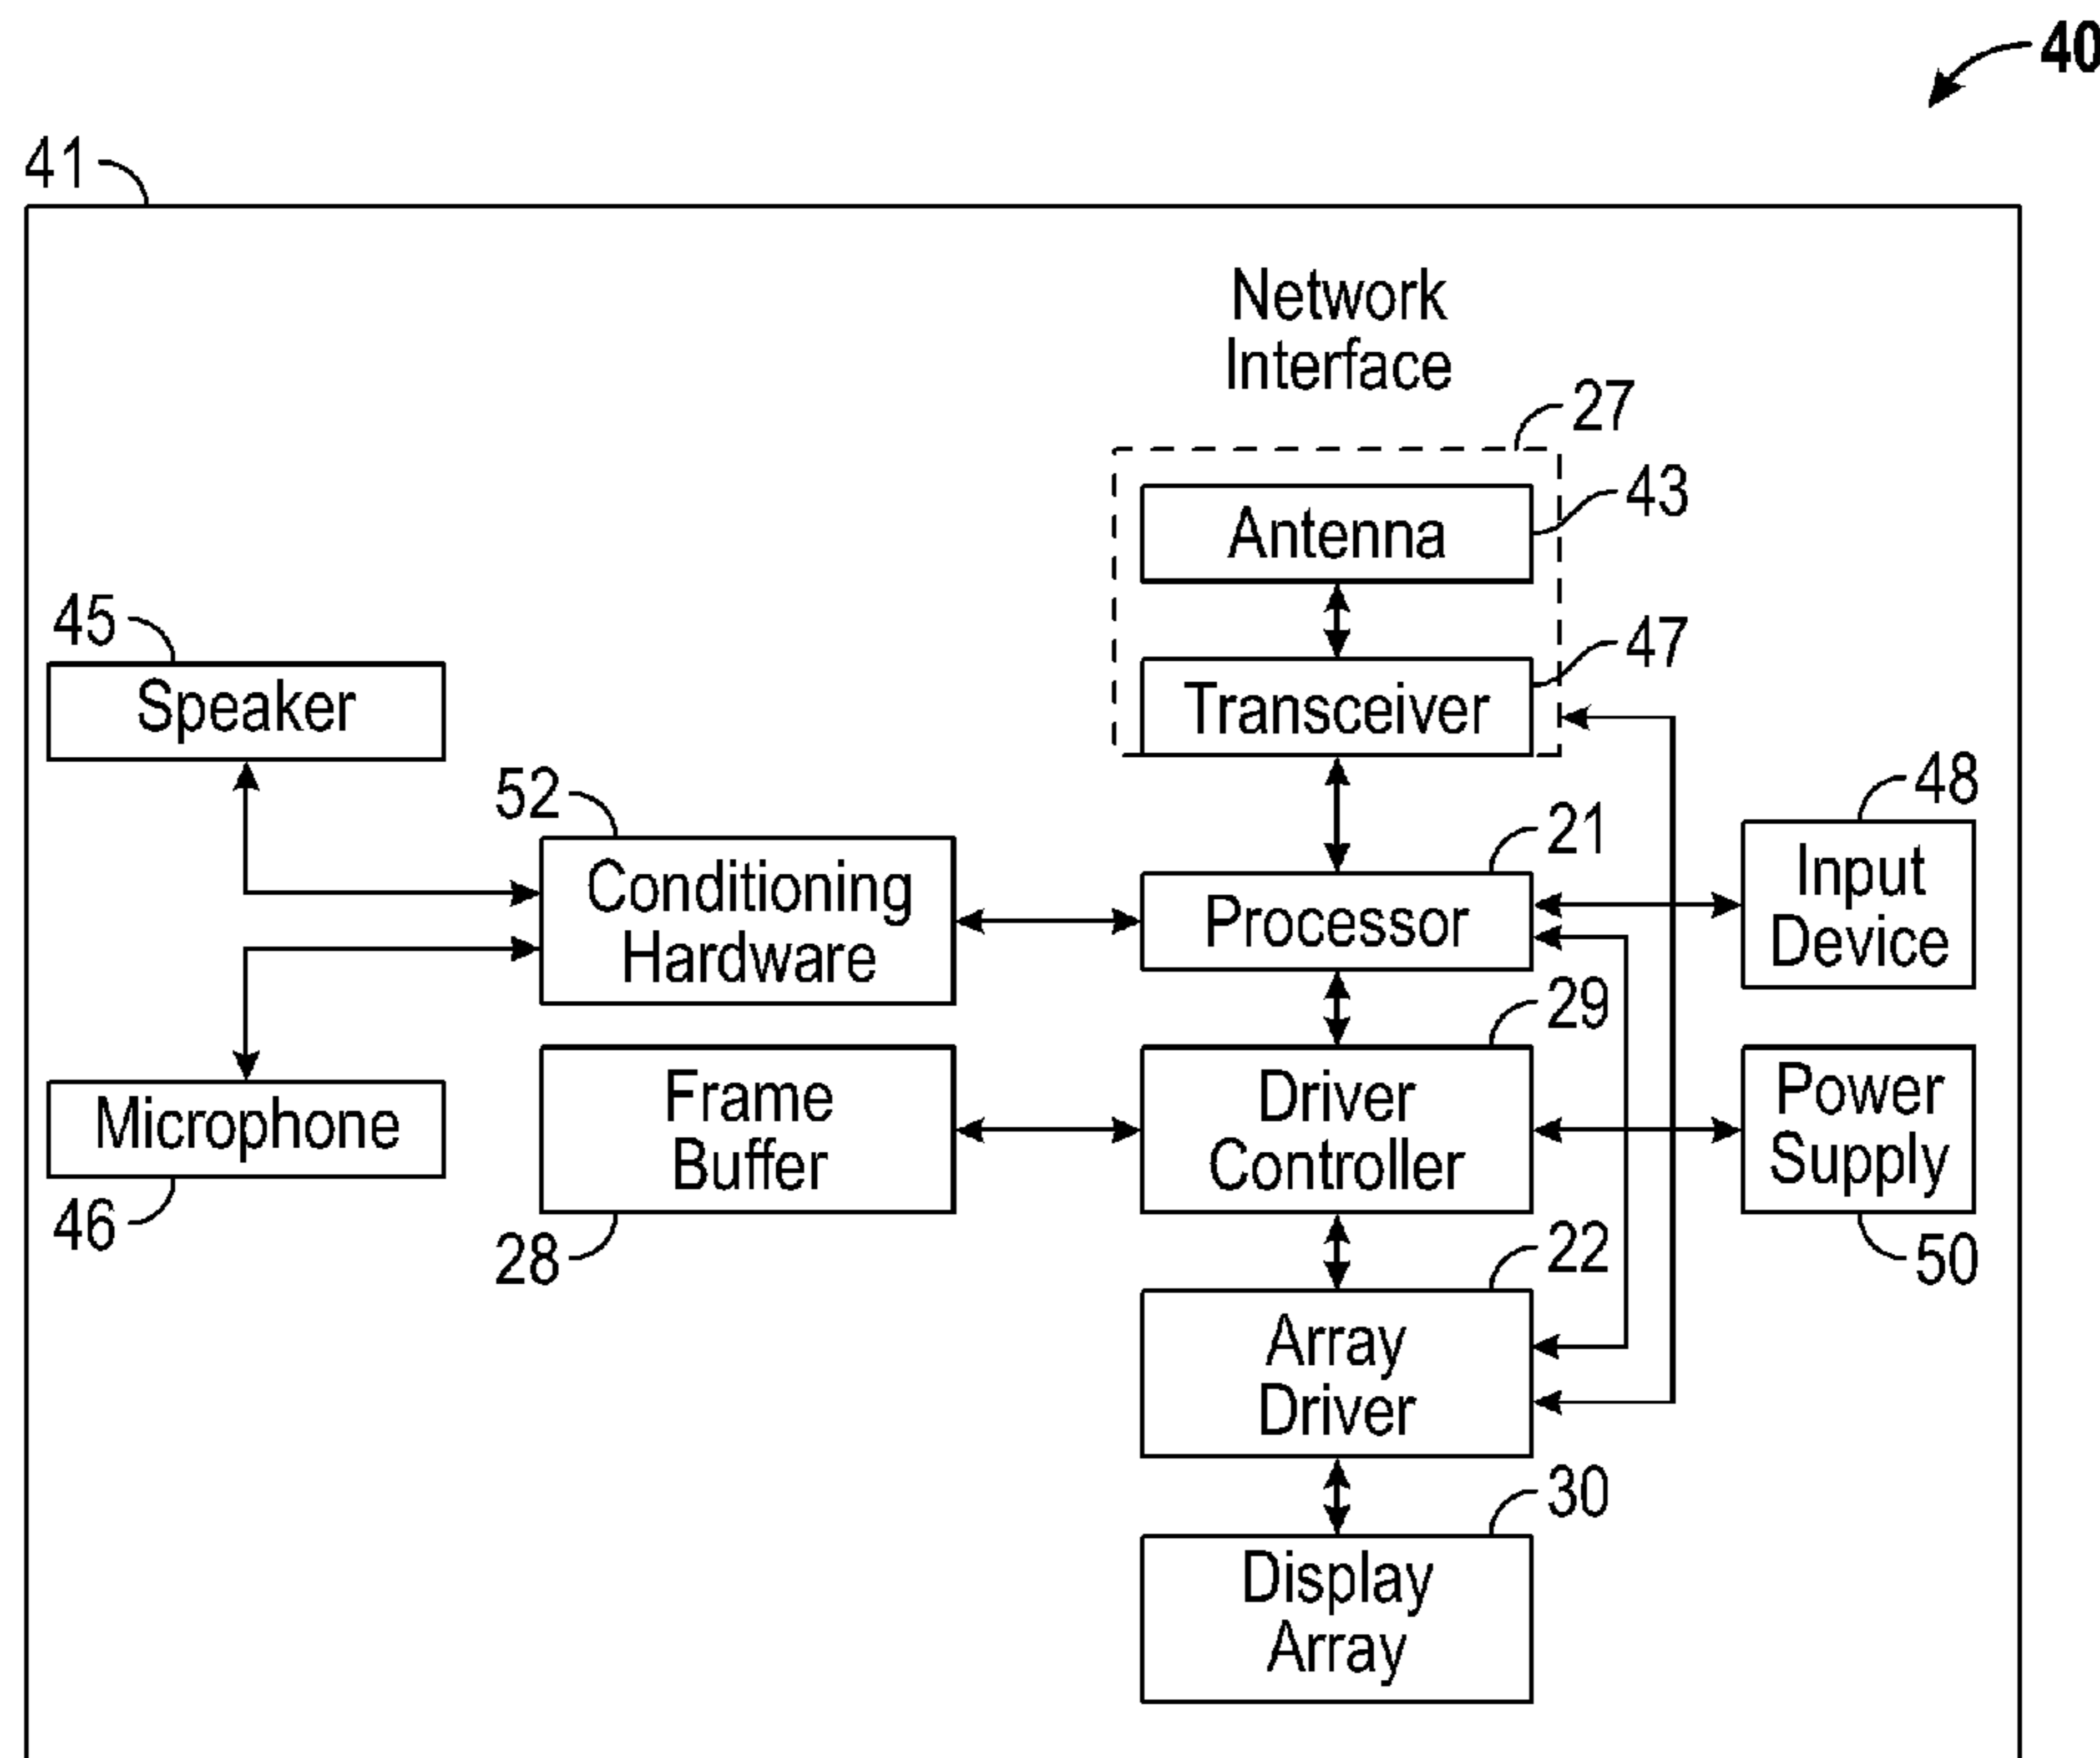 40
41
Network
Interface
27
Antenna
43
47
Transceiver
45
Speaker
52
Conditioning
Hardware
21
Processor
48
Input
Device
Microphone
46
Frame
Buffer
28
29
Driver
Controller
Power
Supply
50
22
Array
Driver
30
Display
Array